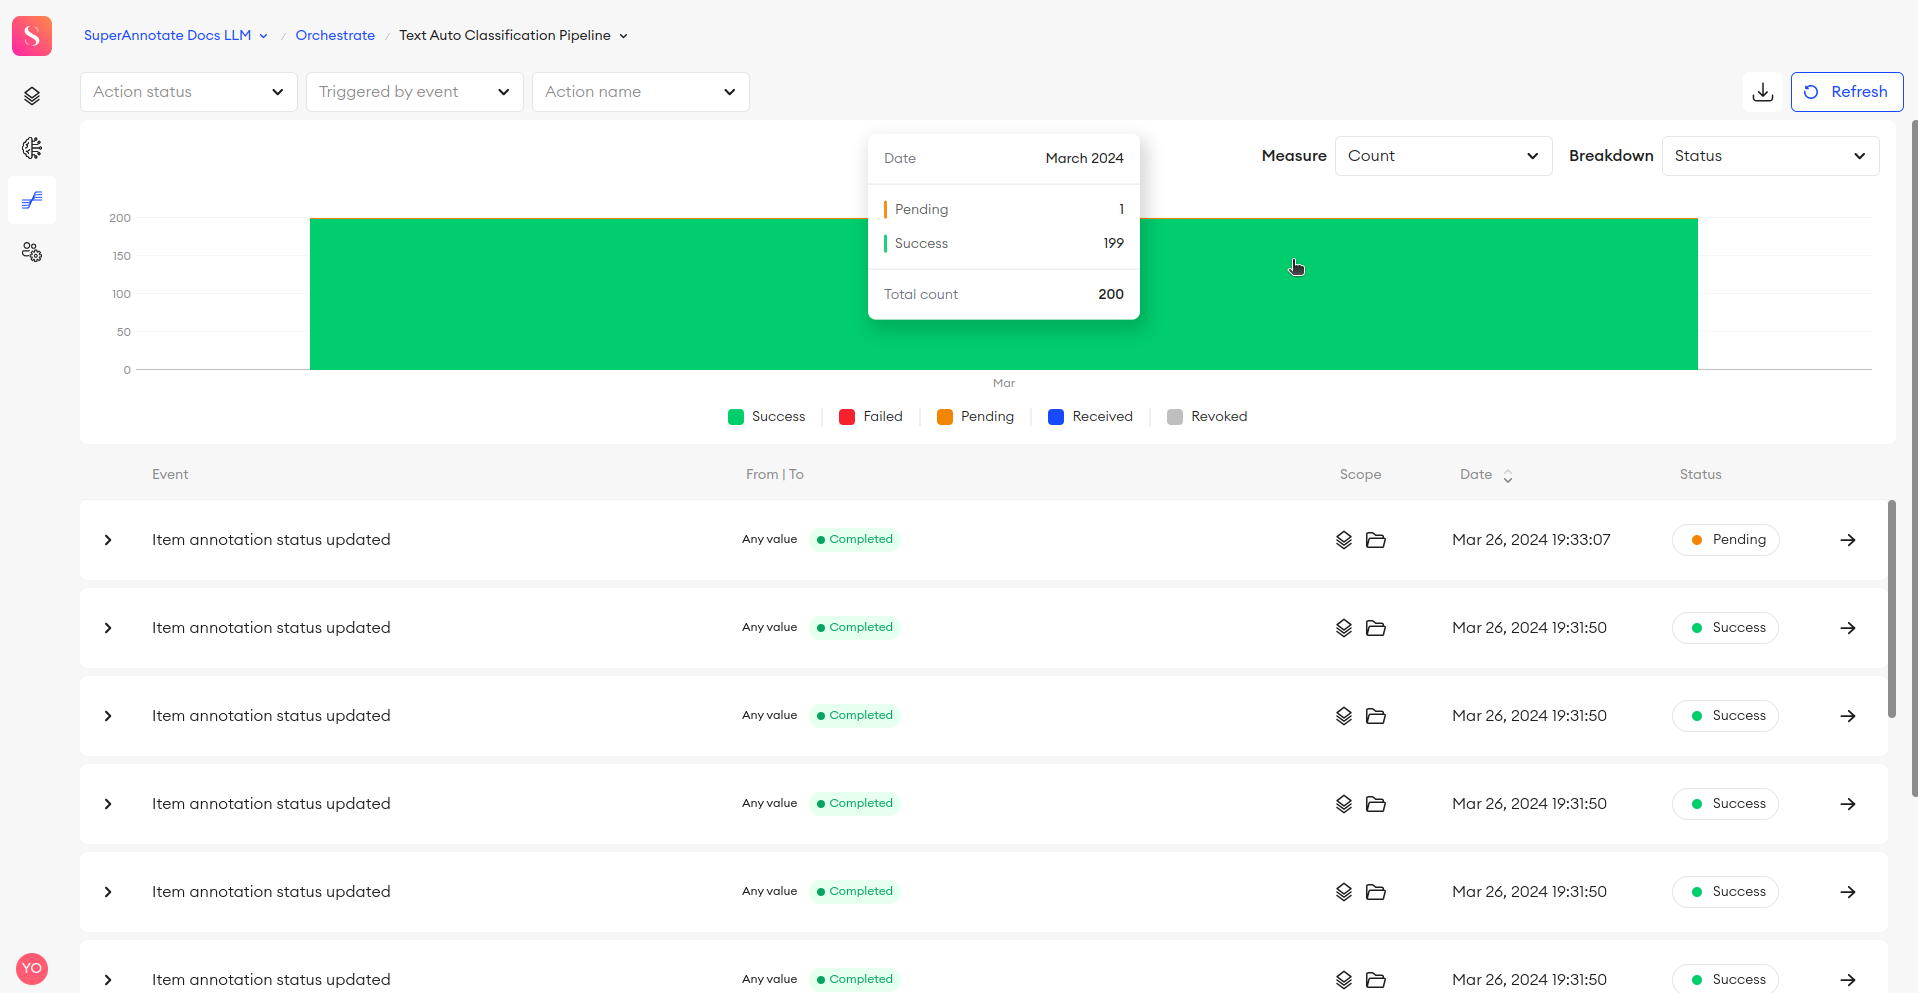 S
SuperAnnotate Docs LLM / Orchestrate / Text Auto Classification Pipeline
Action status
Triggered by event
Action name
Refresh
Measure Count Breakdown Status
Date March 2024
Pending 1
Success 199
Total count 200
200
150
100
50
0
Mar
Success Failed Pending Received Revoked
Event From | To Scope Date Status
Item annotation status updated Any value Completed Mar 26, 2024 19:33:07 Pending
Item annotation status updated Any value Completed Mar 26, 2024 19:31:50 Success
Item annotation status updated Any value Completed Mar 26, 2024 19:31:50 Success
Item annotation status updated Any value Completed Mar 26, 2024 19:31:50 Success
Item annotation status updated Any value Completed Mar 26, 2024 19:31:50 Success
Item annotation status updated Any value Completed Mar 26, 2024 19:31:50 Success
YO